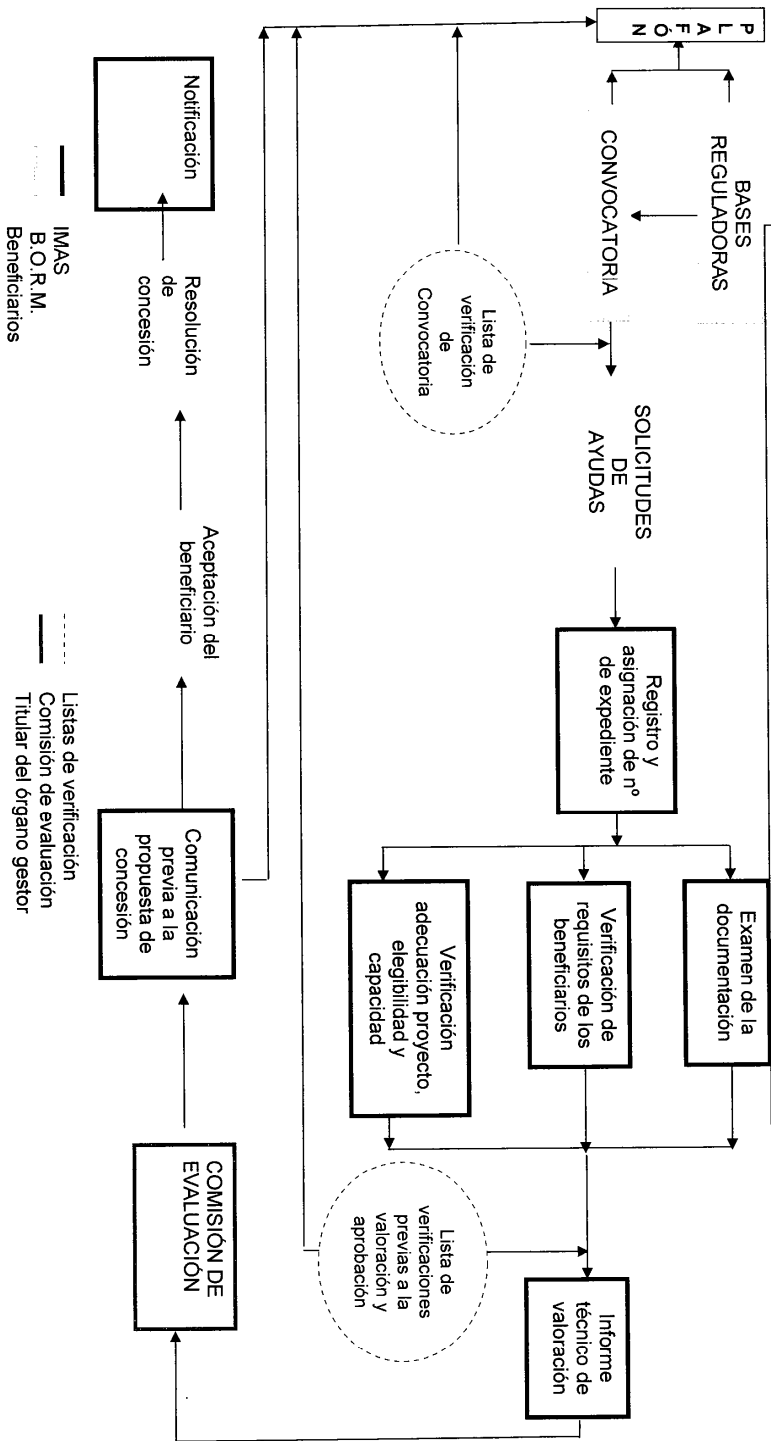 BASES
REGULADORAS
P
L
A
F
Ó
N
CONVOCATORIA
SOLICITUDES
DE
AYUDAS
Registro y
asignación de nº
de expediente
Examen de la
documentación
Verificación de
requisitos de los
beneficiarios
Verificación
adecuación proyecto,
elegibilidad y
capacidad
Informe
técnico de
valoración
Lista de
verificación
de
Convocatoria
Lista de
verificaciones
previas a la
valoración y
aprobación
Notificación
Resolución
de
concesión
Aceptación del
beneficiario
Comunicación
previa a la
propuesta de
concesión
COMISIÓN DE
EVALUACIÓN
IMAS
B.O.R.M.
Beneficiarios
Listas de verificación
Comisión de evaluación
Titular del órgano gestor